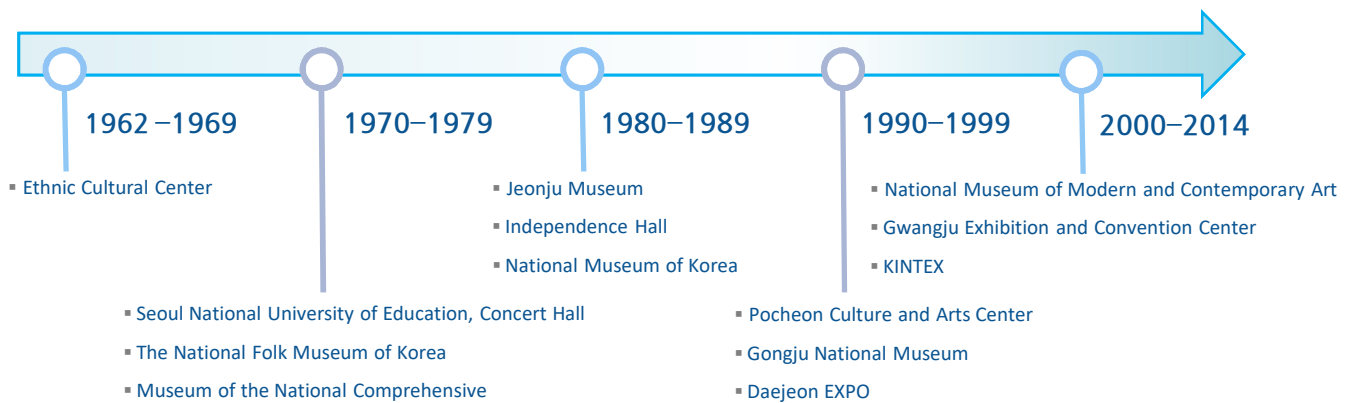 1962 –1969
1970–1979
1980–1989
1990–1999
2000–2014
▪ Ethnic Cultural Center
▪ Jeonju Museum
▪ Independence Hall
▪ National Museum of Korea
▪ National Museum of Modern and Contemporary Art
▪ Gwangju Exhibition and Convention Center
▪ KINTEX
▪ Seoul National University of Education, Concert Hall
▪ The National Folk Museum of Korea
▪ Museum of the National Comprehensive
▪ Pocheon Culture and Arts Center
▪ Gongju National Museum
▪ Daejeon EXPO